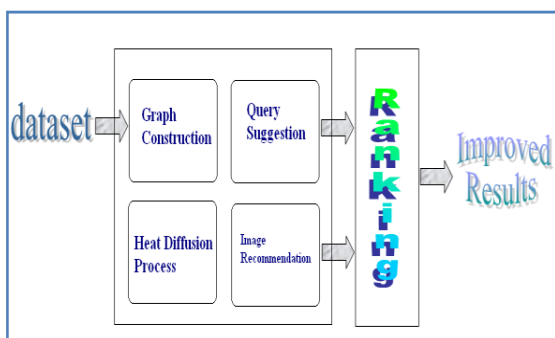 dataset
Graph
Construction
Query
Suggestion
Heat Diffusion
Process
Image
Recommendation
Ranking
Improved
Results